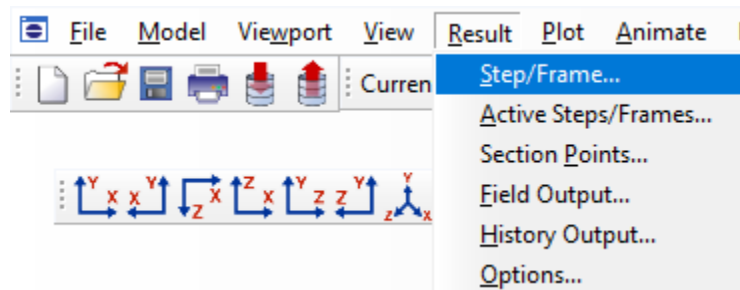 File Model Viewport View Result Plot Animate
Curren
Step/Frame...
Active Steps/Frames...
Section Points...
Field Output...
History Output...
Options...
Y X X Y Z X Z X Y Z Z Y Y Z X